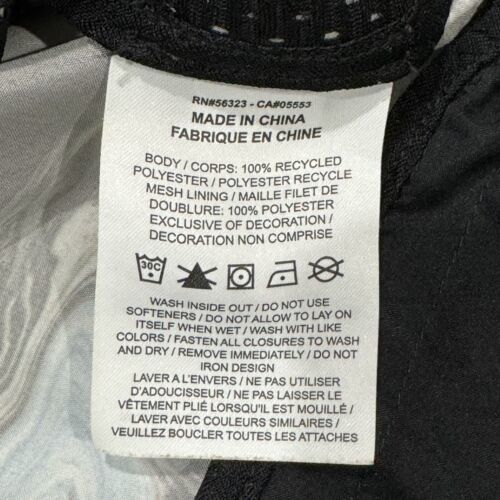 RN#56323 - CA#05553
MADE IN CHINA
FABRIQUE EN CHINE
BODY / CORPS: 100% RECYCLED
POLYESTER / POLYESTER RECYCLE
MESH LINING / MAILLE FILET DE
DOUBLURE: 100% POLYESTER
EXCLUSIVE OF DECORATION /
DECORATION NON COMPRISE
30C
WASH INSIDE OUT / DO NOT USE
SOFTENERS / DO NOT ALLOW TO LAY ON
ITSELF WHEN WET / WASH WITH LIKE
COLORS / FASTEN ALL CLOSURES TO WASH
AND DRY / REMOVE IMMEDIATELY / DO NOT
IRON DESIGN
LAVER A L'ENVERS / NE PAS UTILISER
D'ADOUCISSEUR / NE PAS LAISSER LE
VÊTEMENT PLIÉ LORSQU'IL EST MOUILLÉ /
LAVER AVEC COULEURS SIMILAIRES /
VEUILLEZ BOUCLER TOUTES LES ATTACHES